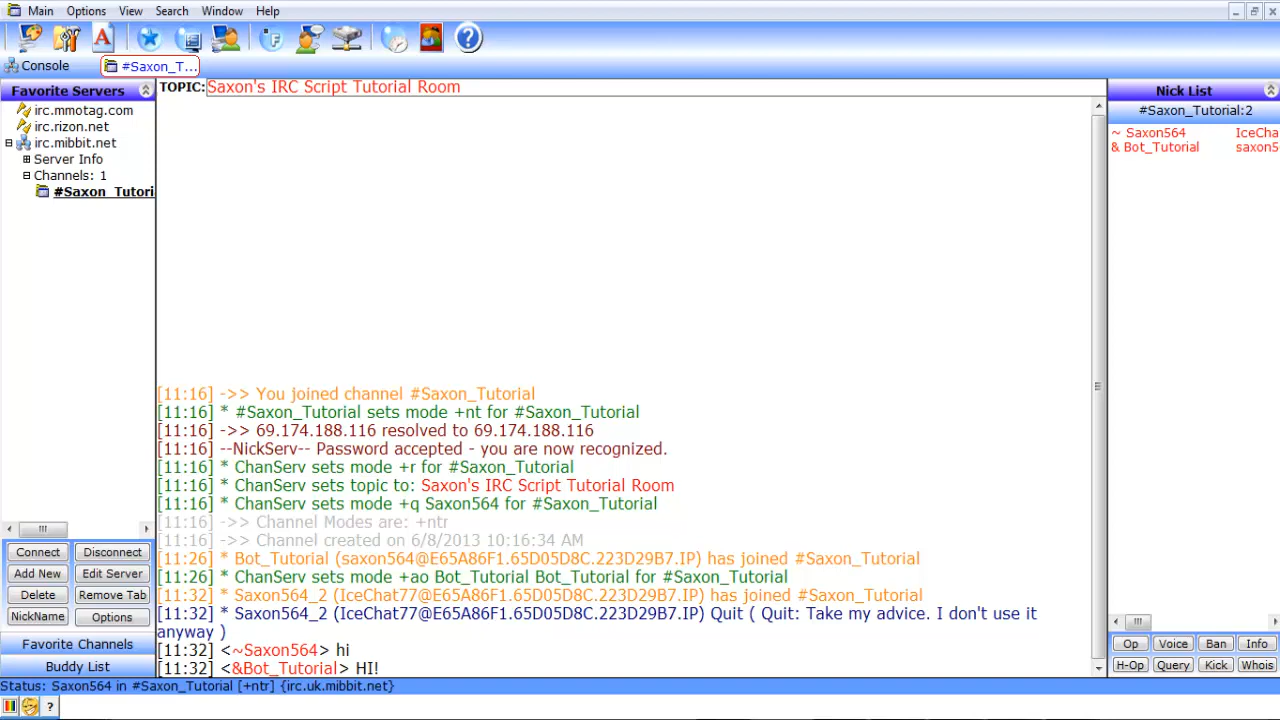 Main Options View Search Window Help
Console #Saxon_T...
Favorite Servers
irc.mmotag.com
irc.rizon.net
irc.mibbit.net
Server Info
Channels: 1
#Saxon_Tutori
Connect Disconnect
Add New Edit Server
Delete Remove Tab
NickName Options
Favorite Channels
Buddy List
TOPIC: Saxon's IRC Script Tutorial Room
[11:16] ->> You joined channel #Saxon_Tutorial
[11:16] * #Saxon_Tutorial sets mode +nt for #Saxon_Tutorial
[11:16] ->> 69.174.188.116 resolved to 69.174.188.116
[11:16] --NickServ-- Password accepted - you are now recognized.
[11:16] * ChanServ sets mode +r for #Saxon_Tutorial
[11:16] * ChanServ sets topic to: Saxon's IRC Script Tutorial Room
[11:16] * ChanServ sets mode +q Saxon564 for #Saxon_Tutorial
[11:16] ->> Channel Modes are: +ntr
[11:16] ->> Channel created on 6/8/2013 10:16:34 AM
[11:26] * Bot_Tutorial (saxon564@E65A86F1.65D05D8C.223D29B7.IP) has joined #Saxon_Tutorial
[11:26] * ChanServ sets mode +ao Bot_Tutorial Bot_Tutorial for #Saxon_Tutorial
[11:32] * Saxon564_2 (IceChat77@E65A86F1.65D05D8C.223D29B7.IP) has joined #Saxon_Tutorial
[11:32] * Saxon564_2 (IceChat77@E65A86F1.65D05D8C.223D29B7.IP) Quit ( Quit: Take my advice. I don't use it
anyway )
[11:32] <~Saxon564> hi
[11:32] <&Bot_Tutorial> HI!
Nick List
#Saxon_Tutorial:2
~ Saxon564 IceCha
& Bot_Tutorial saxon5
Op Voice Ban Info
H-Op Query Kick Whois
Status: Saxon564 in #Saxon_Tutorial [+ntr] {irc.uk.mibbit.net}